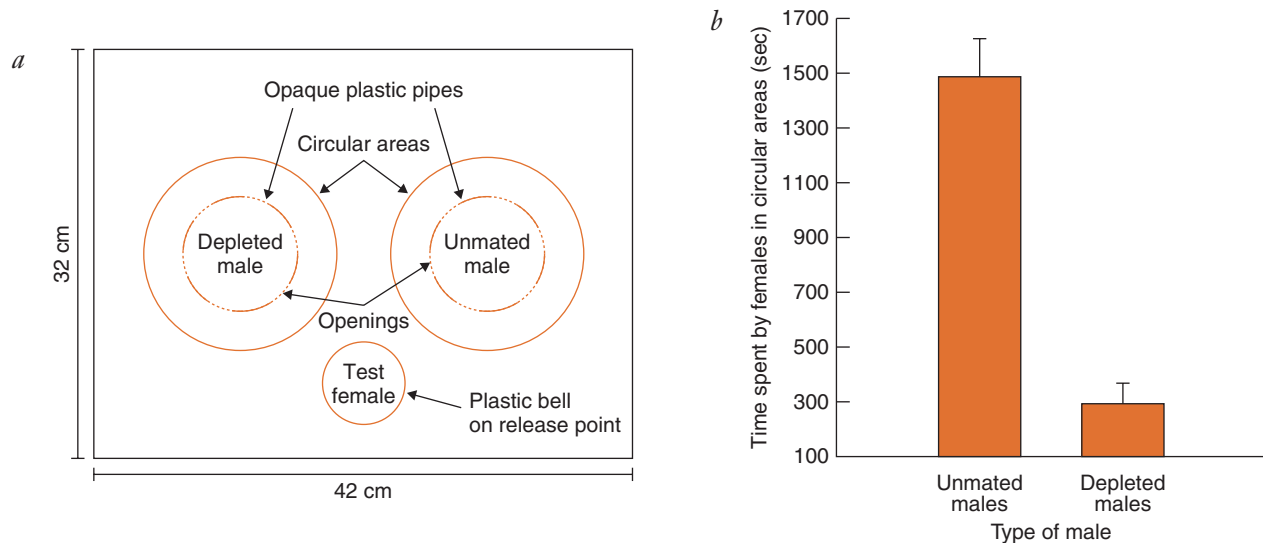 a
Opaque plastic pipes
Circular areas
Depleted
male
Unmated
male
Openings
Test
female
Plastic bell
on release point
32 cm
42 cm
b
Time spent by females in circular areas (sec)
1700
1500
1300
1100
900
700
500
300
100
Unmated
males
Depleted
males
Type of male